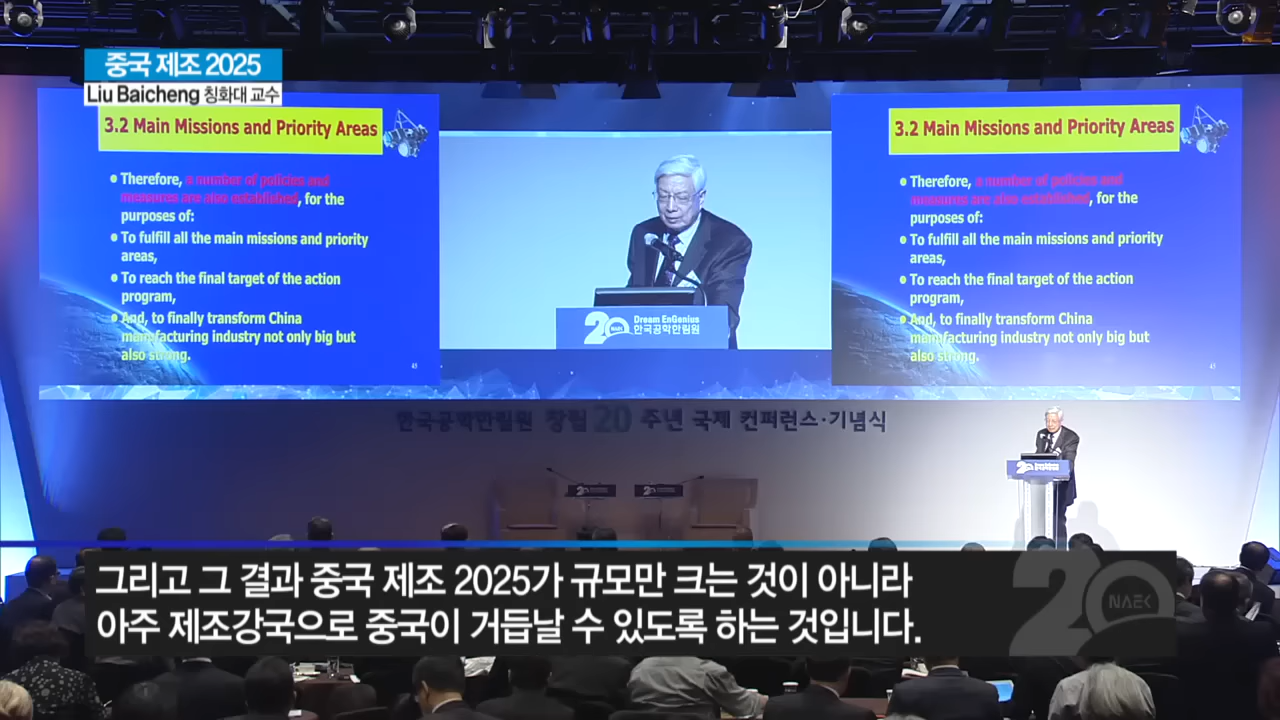 중국 제조 2025
Liu Baicheng 칭화대 교수
3.2 Main Missions and Priority Areas
Therefore, a number of policies and
measures are also established, for the
purposes of:
To fulfill all the main missions and priority
areas,
To reach the final target of the action
program,
And, to finally transform China
manufacturing industry not only big but
also strong.
45
20 NAEK
Dream EnGenius
한국공학한림원
3.2 Main Missions and Priority Areas
Therefore, a number of policies and
measures are also established, for the
purposes of:
To fulfill all the main missions and priority
areas,
To reach the final target of the action
program,
And, to finally transform China
manufacturing industry not only big but
also strong.
45
한국공학한림원 창립 20 주년 국제 컨퍼런스·기념식
20
20
20
그리고 그 결과 중국 제조 2025가 규모만 크는 것이 아니라
아주 제조강국으로 중국이 거듭날 수 있도록 하는 것입니다.
20 NAEK